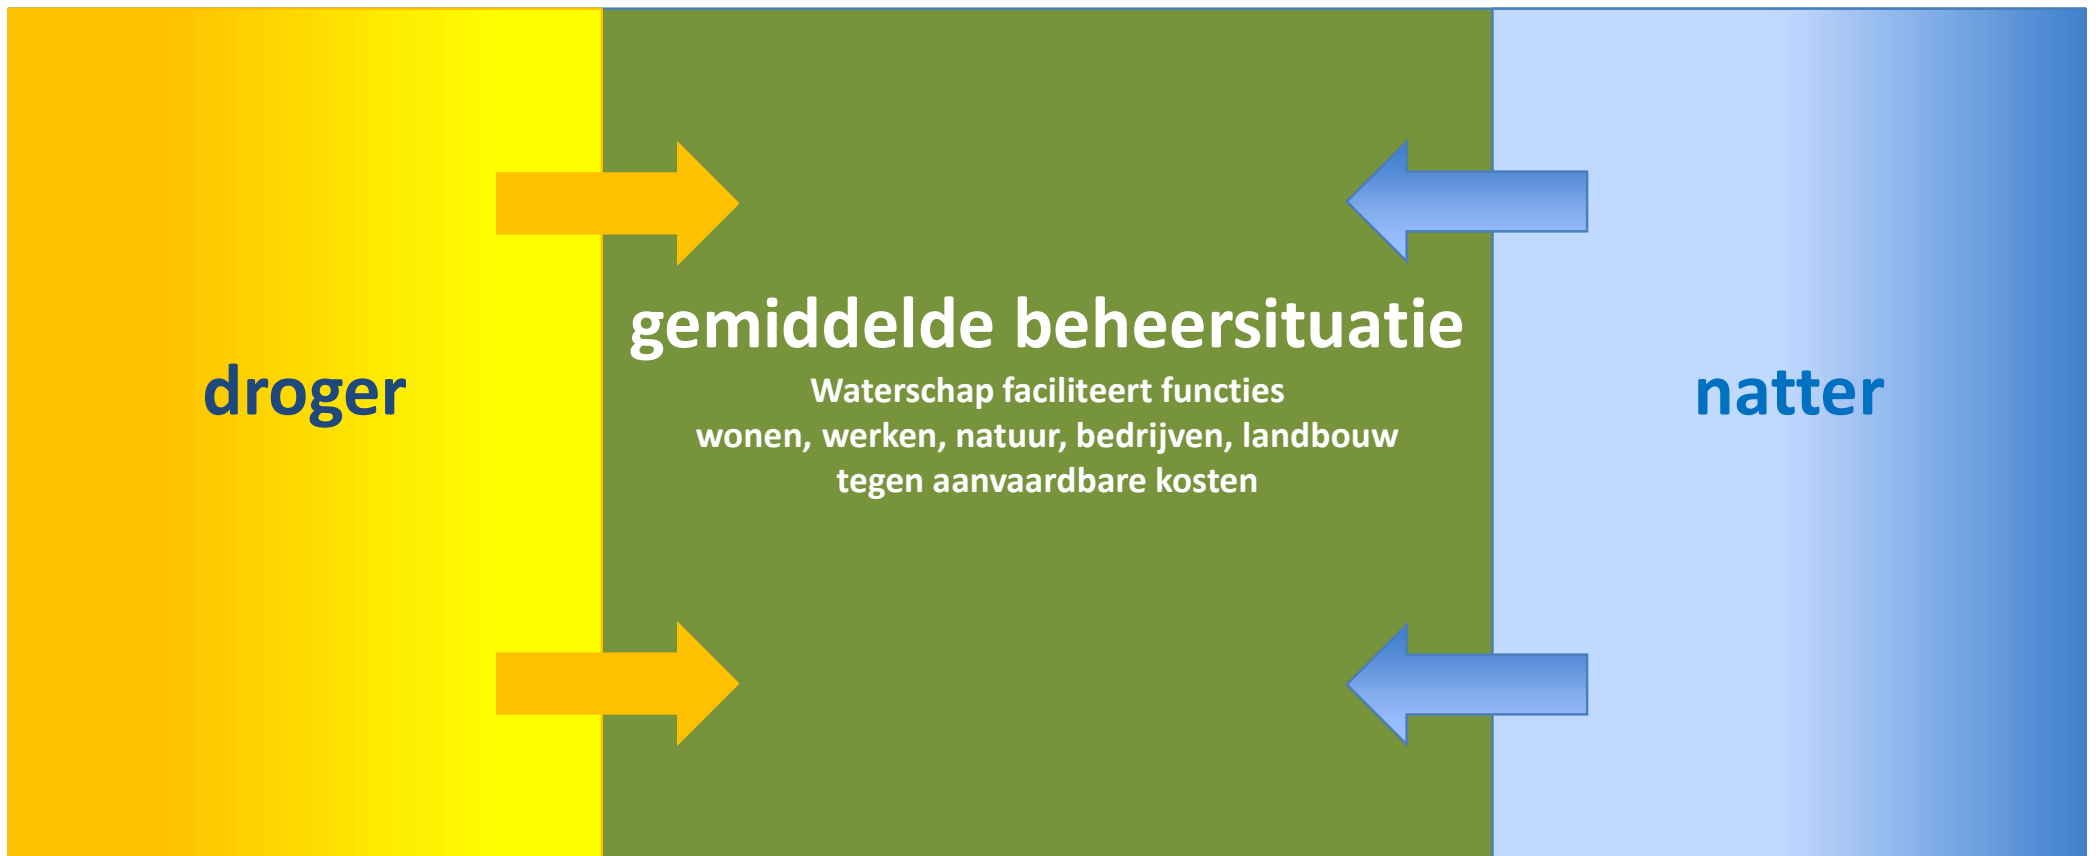 droger
gemiddelde beheersituatie
Waterschap faciliteert functies
wonen, werken, natuur, bedrijven, landbouw
tegen aanvaardbare kosten
natter